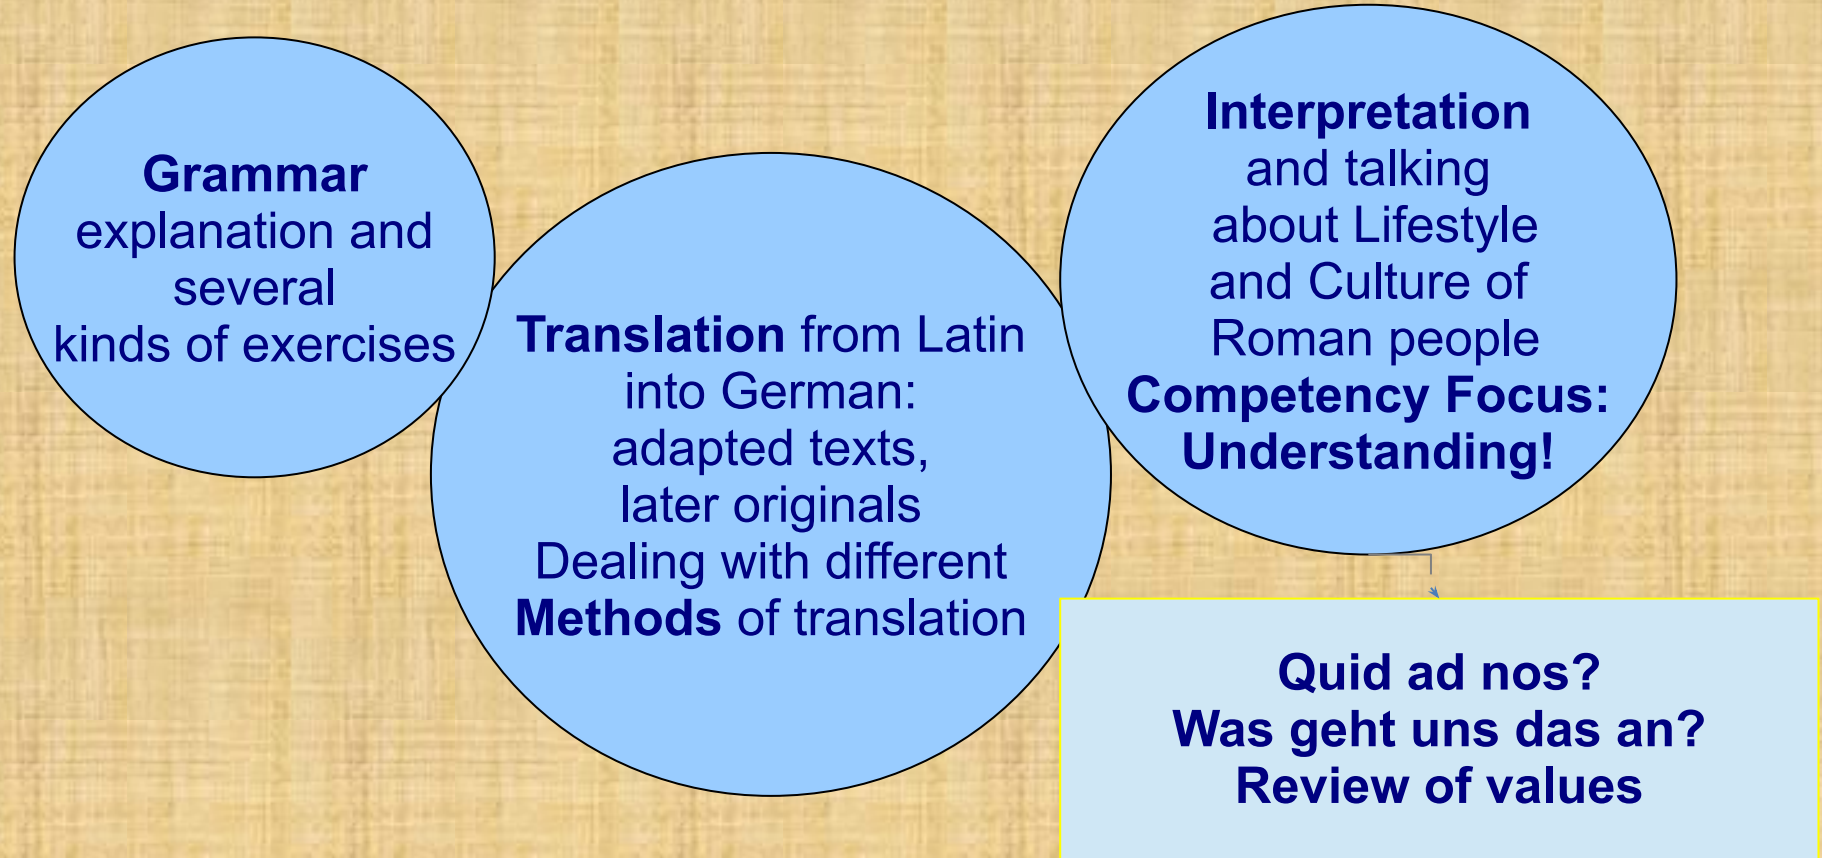 Grammar
explanation and
several
kinds of exercises
Translation from Latin
into German:
adapted texts,
later originals
Dealing with different
Methods of translation
Interpretation
and talking
about Lifestyle
and Culture of
Roman people
Competency Focus:
Understanding!
Quid ad nos?
Was geht uns das an?
Review of values